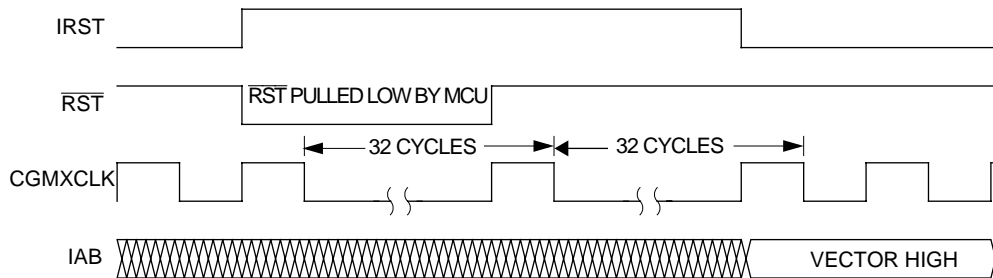 IRST
RST
RST PULLED LOW BY MCU
32 CYCLES
32 CYCLES
CGMXCLK
IAB
VECTOR HIGH